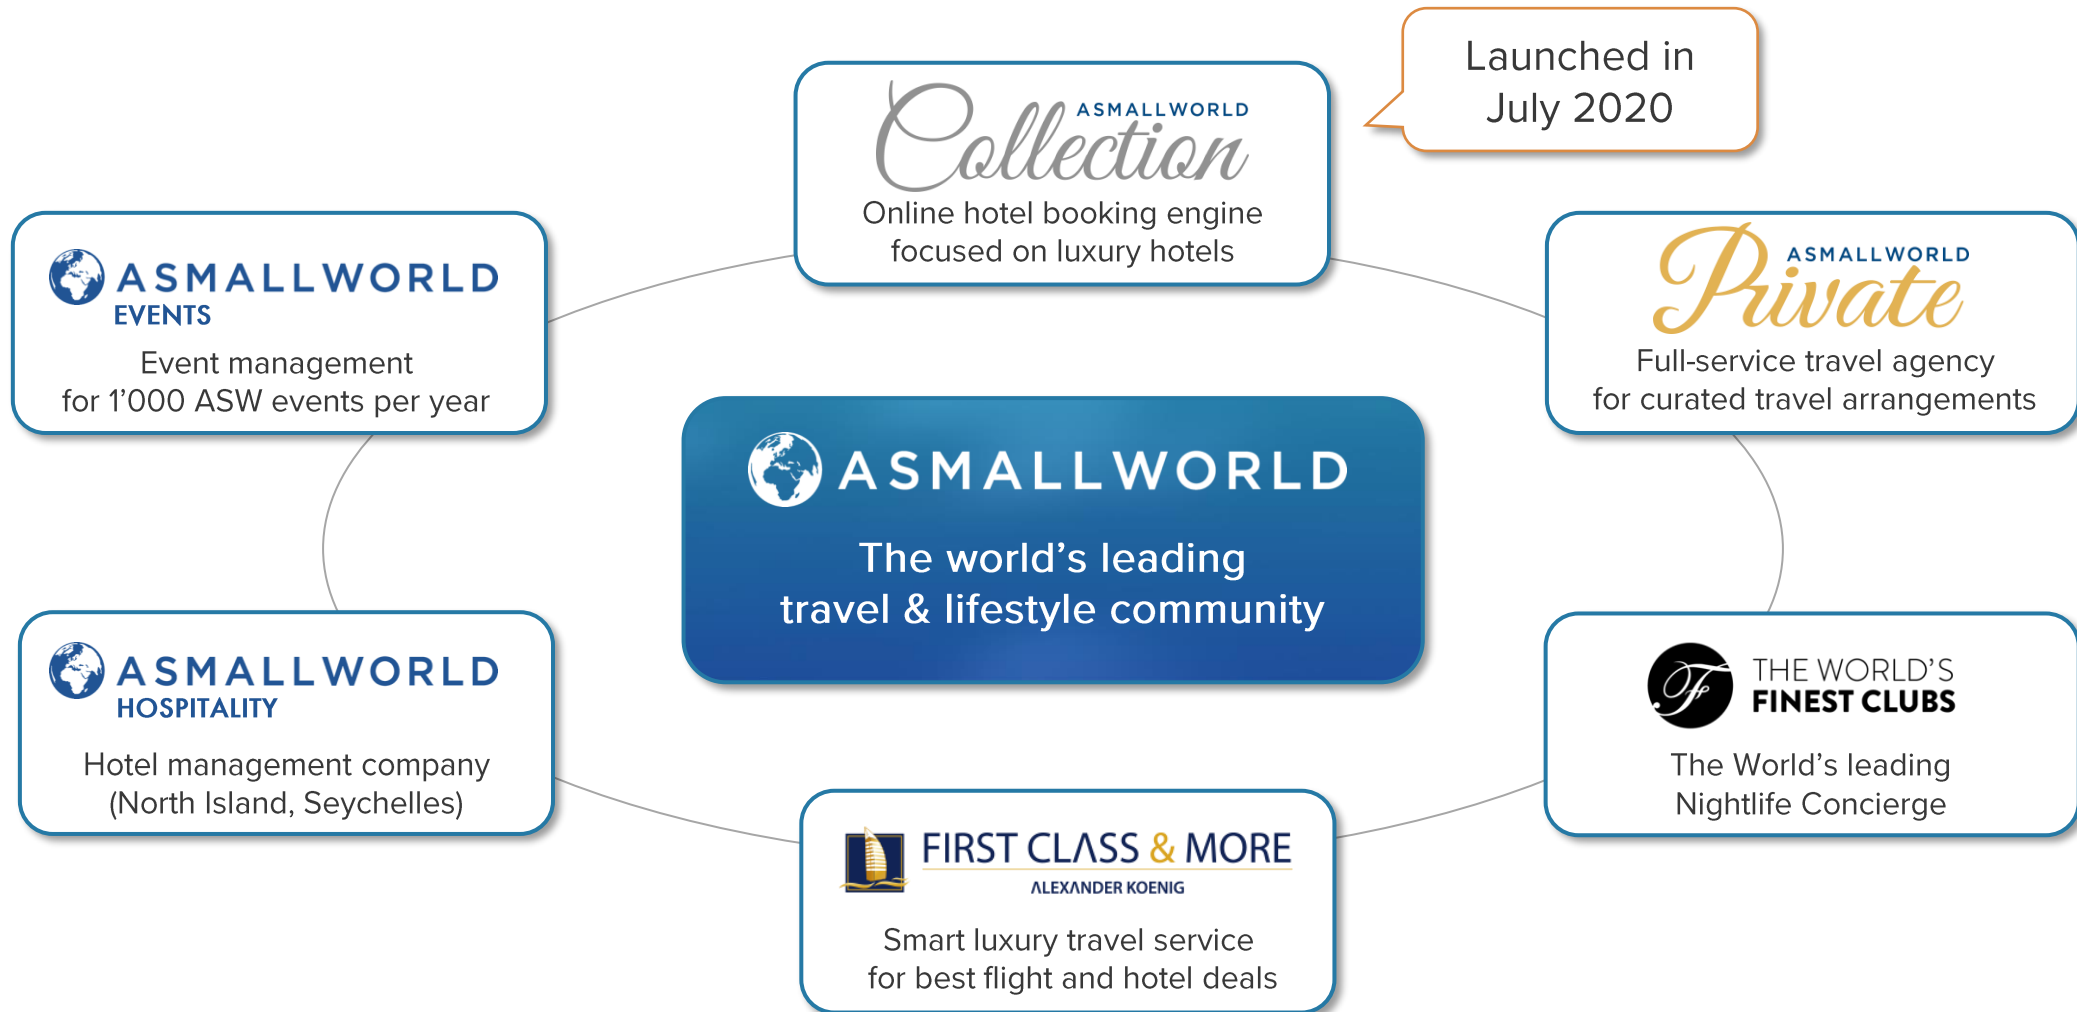 Launched in
July 2020
ASMALLWORLD
Collection
Online hotel booking engine
focused on luxury hotels
ASMALLWORLD
EVENTS
Event management
for 1’000 ASW events per year
ASMALLWORLD
Private
Full-service travel agency
for curated travel arrangements
ASMALLWORLD
The world’s leading
travel & lifestyle community
ASMALLWORLD
HOSPITALITY
Hotel management company
(North Island, Seychelles)
F
THE WORLD’S
FINEST CLUBS
The World’s leading
Nightlife Concierge
FIRST CLASS & MORE
ALEXANDER KOENIG
Smart luxury travel service
for best flight and hotel deals